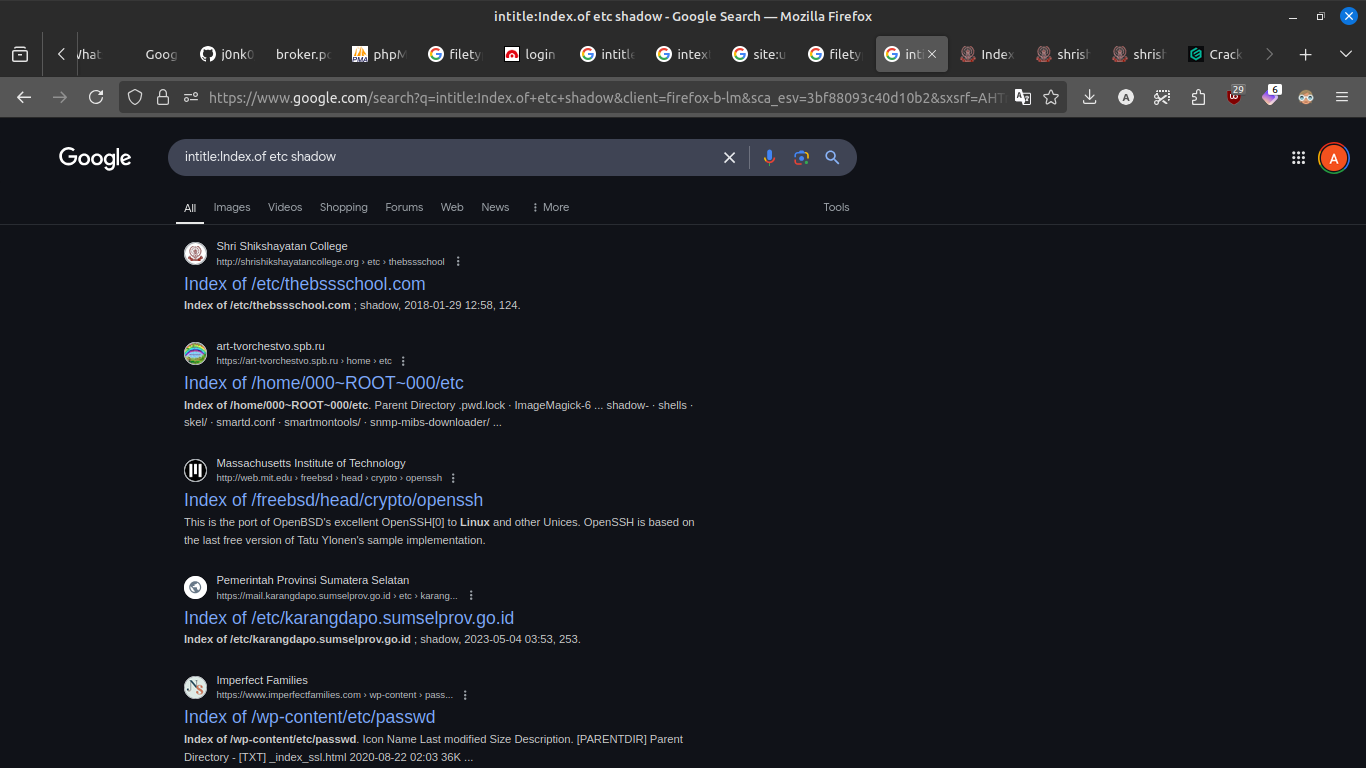 intitle:Index.of etc shadow - Google Search — Mozilla Firefox
What Goog j0nk0 broker.p phpM filety login intitle intex site:u filety inti Index shrish shrish Crack
https://www.google.com/search?q=intitle:Index.of+etc+shadow&client=firefox-b-lm&sca_esv=3bf88093c40d10b2&sxsrf=AHT
29 6
Google intitle:Index.of etc shadow
A
All Images Videos Shopping Forums Web News More Tools
Shri Shikshayatan College
http://shrishikshayatancollege.org › etc › thebssschool
Index of /etc/thebssschool.com
Index of /etc/thebssschool.com ; shadow, 2018-01-29 12:58, 124.
art-tvorchestvo.spb.ru
https://art-tvorchestvo.spb.ru › home › etc
Index of /home/000~ROOT~000/etc
Index of /home/000~ROOT~000/etc. Parent Directory .pwd.lock · ImageMagick-6 ... shadow- · shells ·
skel/ · smartd.conf · smartmontools/ · snmp-mibs-downloader/ ...
Massachusetts Institute of Technology
http://web.mit.edu › freebsd › head › crypto › openssh
Index of /freebsd/head/crypto/openssh
This is the port of OpenBSD's excellent OpenSSH[0] to Linux and other Unices. OpenSSH is based on
the last free version of Tatu Ylonen's sample implementation.
Pemerintah Provinsi Sumatera Selatan
https://mail.karangdapo.sumselprov.go.id › etc › karang...
Index of /etc/karangdapo.sumselprov.go.id
Index of /etc/karangdapo.sumselprov.go.id ; shadow, 2023-05-04 03:53, 253.
Imperfect Families
https://www.imperfectfamilies.com › wp-content › pass...
Index of /wp-content/etc/passwd
Index of /wp-content/etc/passwd. Icon Name Last modified Size Description. [PARENTDIR] Parent
Directory - [TXT] _index_ssl.html 2020-08-22 02:03 36K ...